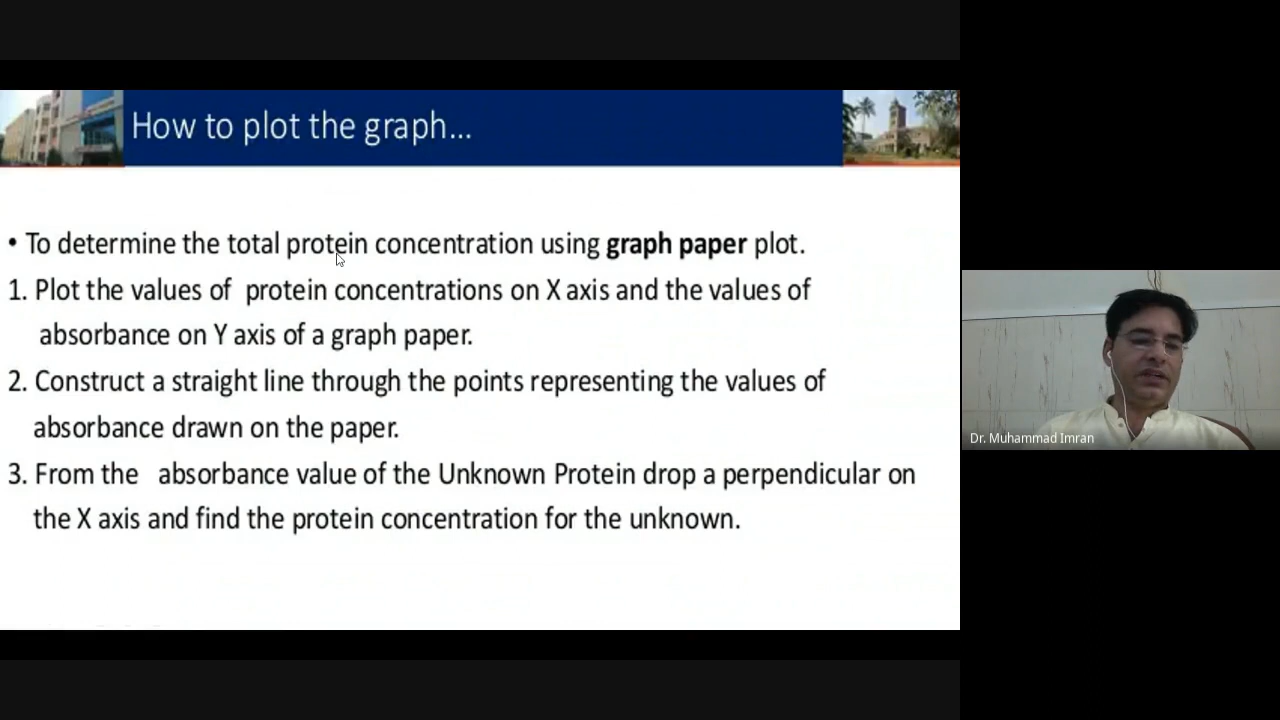 How to plot the graph...
• To determine the total protein concentration using graph paper plot.
1. Plot the values of protein concentrations on X axis and the values of
absorbance on Y axis of a graph paper.
2. Construct a straight line through the points representing the values of
absorbance drawn on the paper.
3. From the absorbance value of the Unknown Protein drop a perpendicular on
the X axis and find the protein concentration for the unknown.
Dr. Muhammad Imran